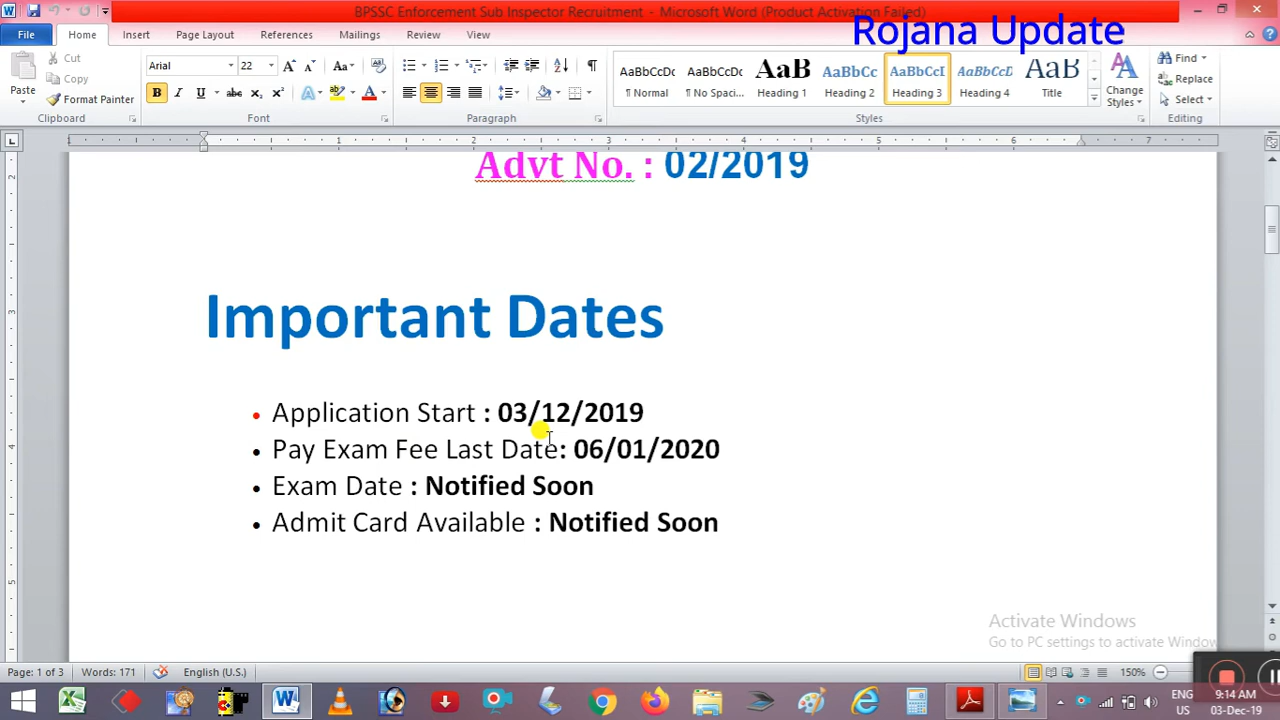 BPSSC Enforcement Sub Inspector Recruitment - Microsoft Word (Product Activation Failed)
Rojana Update
File Home Insert Page Layout References Mailings Review View
Cut
Copy
Format Painter
Paste
Clipboard
Arial 22
Font
Paragraph
AaBbCcDc AaBbCcDc AaB AaBbCc AaBbCcI AaBbCcI AaB
¶ Normal ¶ No Spaci... Heading 1 Heading 2 Heading 3 Heading 4 Title
Change Styles
Styles
Find
Replace
Select
Editing
Advt No. : 02/2019
Important Dates
• Application Start : 03/12/2019
• Pay Exam Fee Last Date: 06/01/2020
• Exam Date : Notified Soon
• Admit Card Available : Notified Soon
Activate Windows
Go to PC settings to activate Window
Page: 1 of 3 Words: 171 English (U.S.) 150%
ENG 9:14 AM
US 03-Dec-19